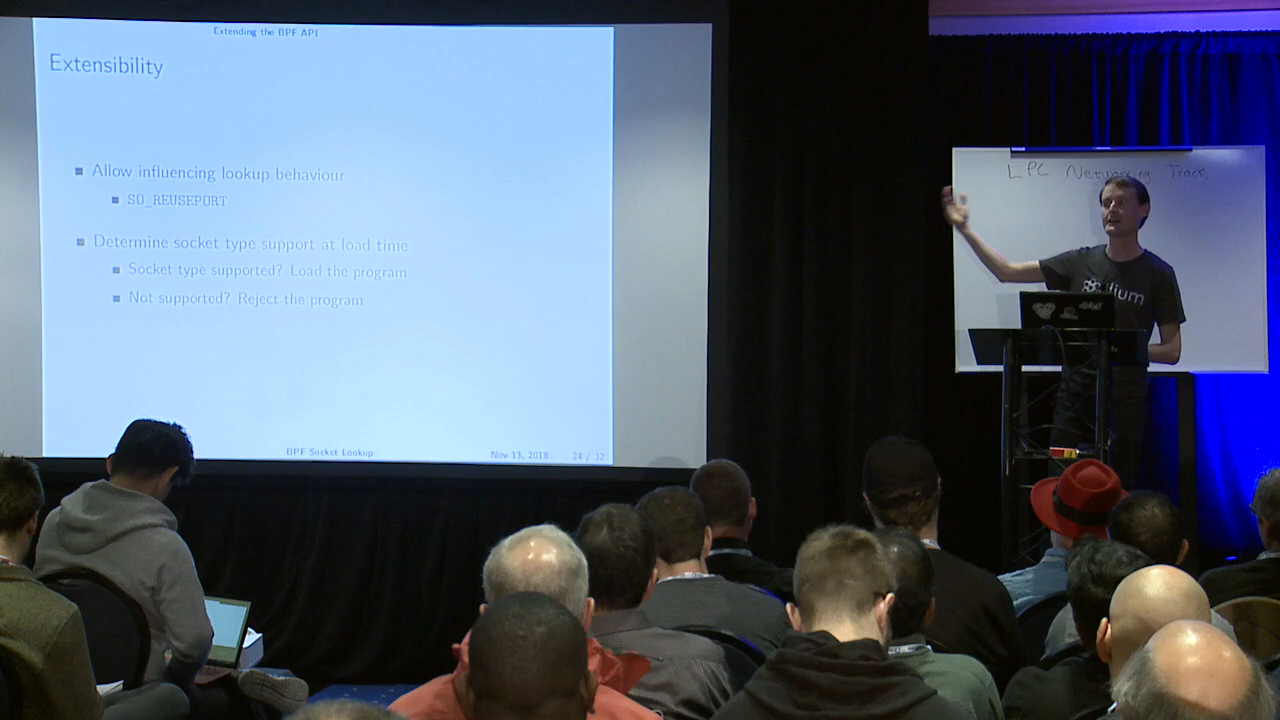 Extending the BPF API
Extensibility
Allow influencing lookup behaviour
SO_REUSEPORT
Determine socket type support at load time
Socket type supported? Load the program
Not supported? Reject the program
BPF Socket Lookup
Nov 13, 2018
24 / 32
LPC Networking Track
cilium